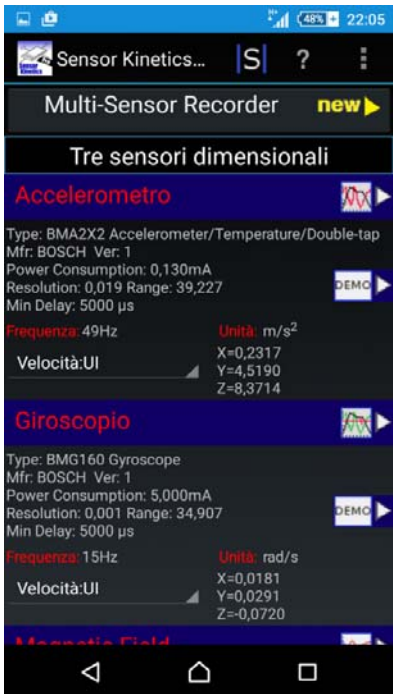 48%
22:05
Sensor Kinetics... |S| ?
Multi-Sensor Recorder new
Tre sensori dimensionali
Accelerometro
Type: BMA2X2 Accelerometer/Temperature/Double-tap
Mfr: BOSCH Ver: 1
Power Consumption: 0,130mA
Resolution: 0,019 Range: 39,227
DEMO
Min Delay: 5000 µs
Frequenza: 49Hz Unità: m/s²
Velocità:UI
X=0,2317
Y=4,5190
Z=8,3714
Giroscopio
Type: BMG160 Gyroscope
Mfr: BOSCH Ver: 1
Power Consumption: 5,000mA
Resolution: 0,001 Range: 34,907
DEMO
Min Delay: 5000 µs
Frequenza: 15Hz Unità: rad/s
Velocità:UI
X=0,0181
Y=0,0291
Z=-0,0720
Magnetic Field